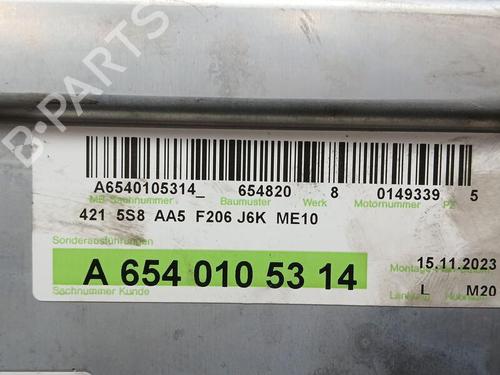 B-PARTS
A6540105314_ 654820 8 0149339 5
MB-Sachnummer Baumuster Werk Motornummer PZ
421 5S8 AA5 F206 J6K ME10
Sonderausführungen
A 654 010 53 14
15.11.2023
Sachnummer Kunde
L M20